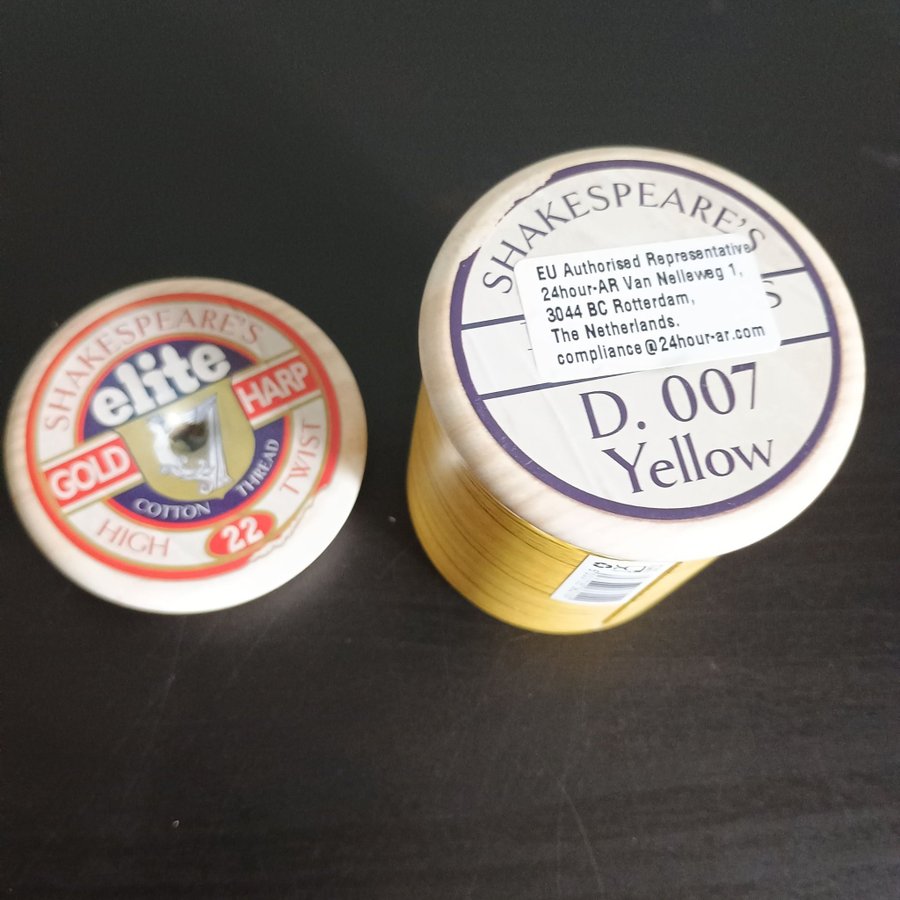 SHAKESPEARE'S
elite
GOLD HARP
COTTON THREAD
HIGH 22 TWIST
SHAKESPEARE'S
EU Authorised Representative
24hour-AR Van Nelleweg 1,
3044 BC Rotterdam,
The Netherlands.
compliance@24hour-ar.com
D. 007
Yellow